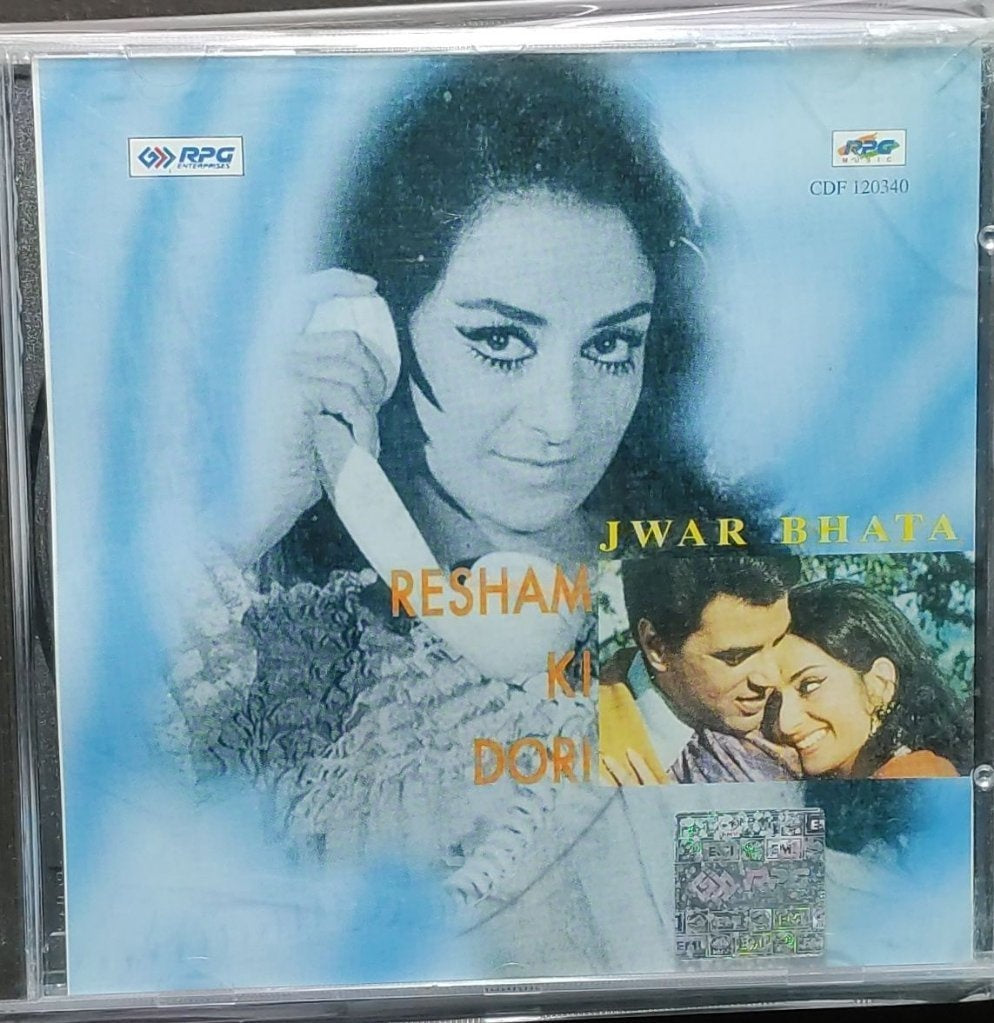 RPG
ENTERPRISES
RPG
MUSIC
CDF 120340
JWAR BHATA
RESHAM
KI
DORI